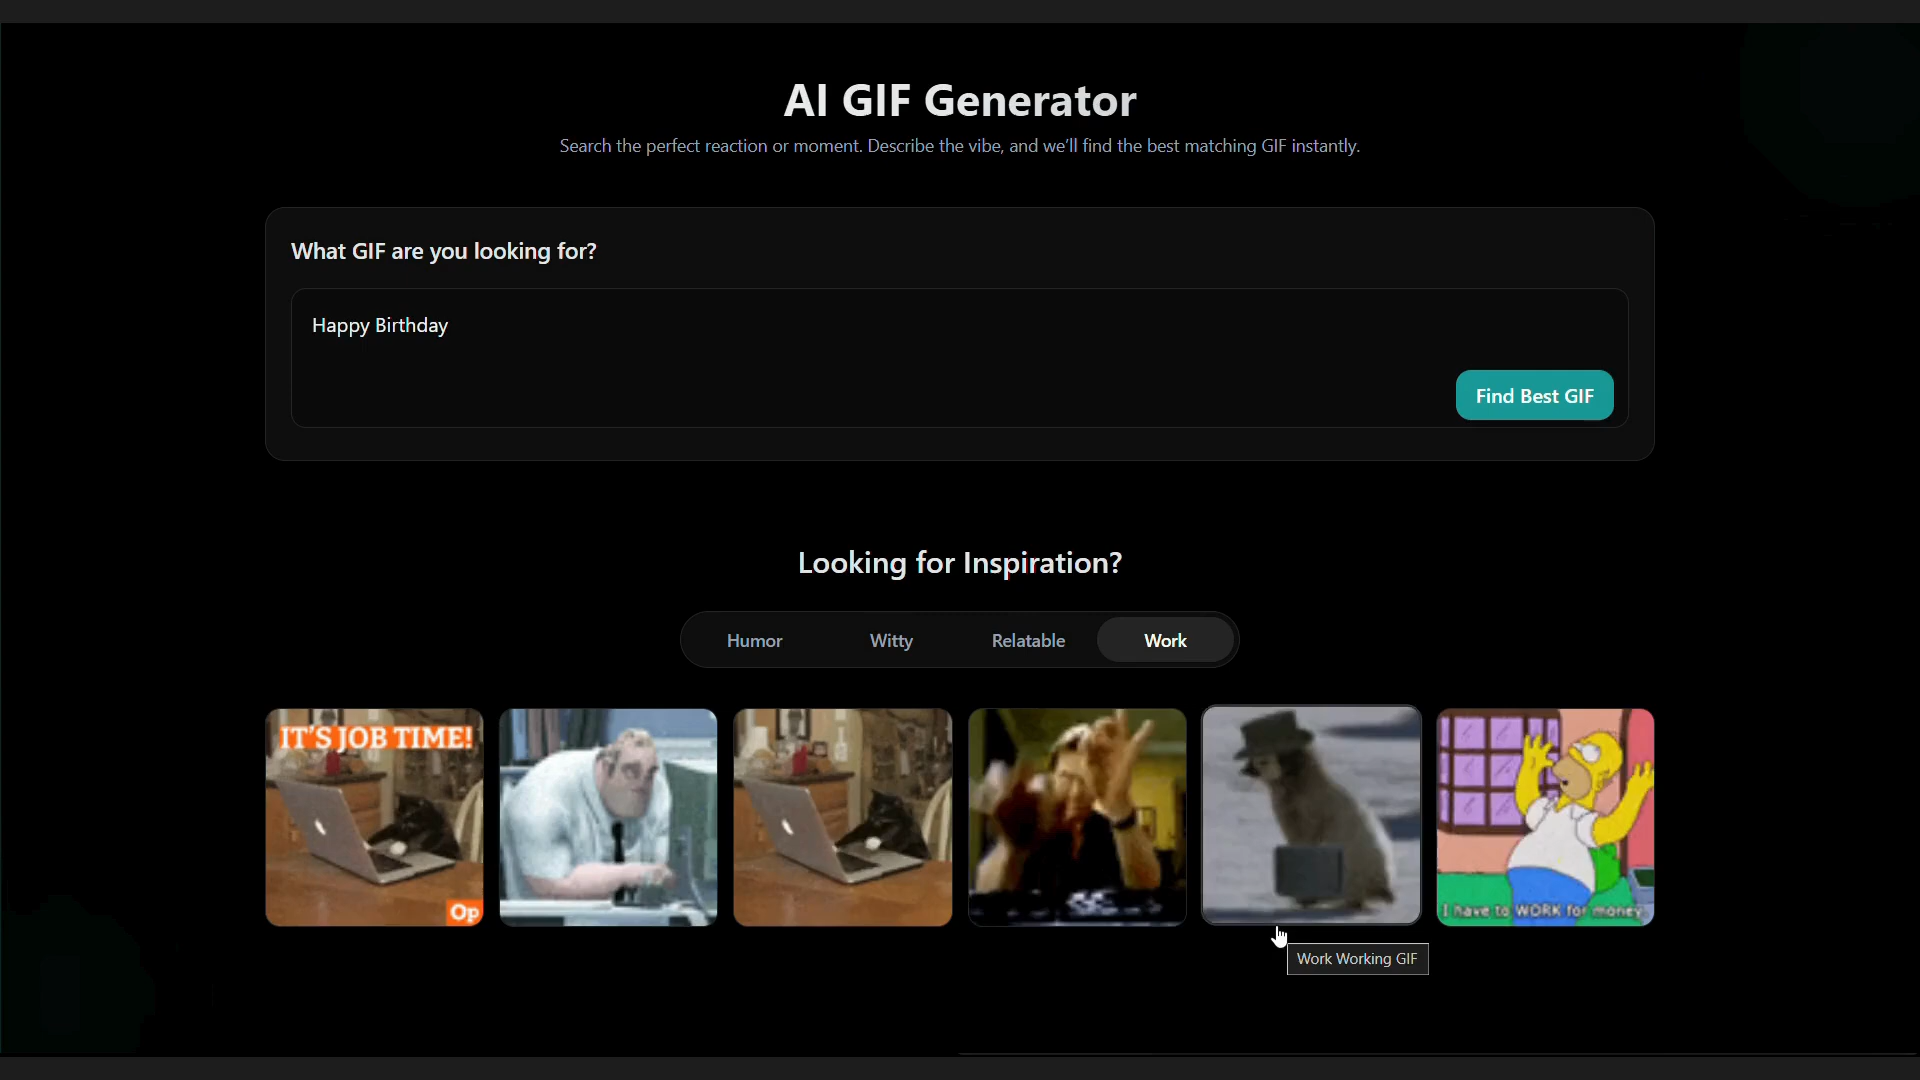 AI GIF Generator
Search the perfect reaction or moment. Describe the vibe, and we'll find the best matching GIF instantly.
What GIF are you looking for?
Happy Birthday
Find Best GIF
Looking for Inspiration?
Humor Witty Relatable Work
IT'S JOB TIME!
Op
I have to WORK for money
Work Working GIF